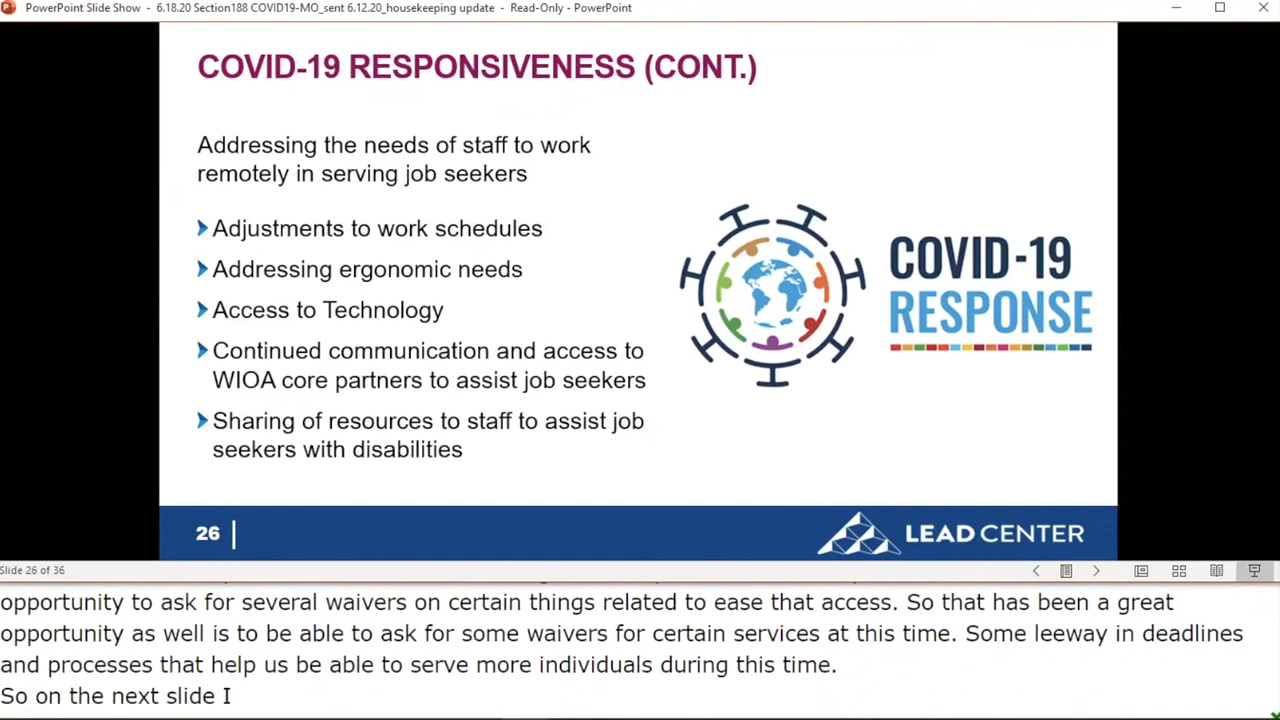 PowerPoint Slide Show - 6.18.20 Section188 COVID19-MO_sent 6.12.20_housekeeping update - Read-Only - PowerPoint
COVID-19 RESPONSIVENESS (CONT.)
Addressing the needs of staff to work
remotely in serving job seekers
Adjustments to work schedules
Addressing ergonomic needs
Access to Technology
Continued communication and access to
WIOA core partners to assist job seekers
Sharing of resources to staff to assist job
seekers with disabilities
COVID-19
RESPONSE
26
LEAD CENTER
Slide 26 of 36
opportunity to ask for several waivers on certain things related to ease that access. So that has been a great
opportunity as well is to be able to ask for some waivers for certain services at this time. Some leeway in deadlines
and processes that help us be able to serve more individuals during this time.
So on the next slide I